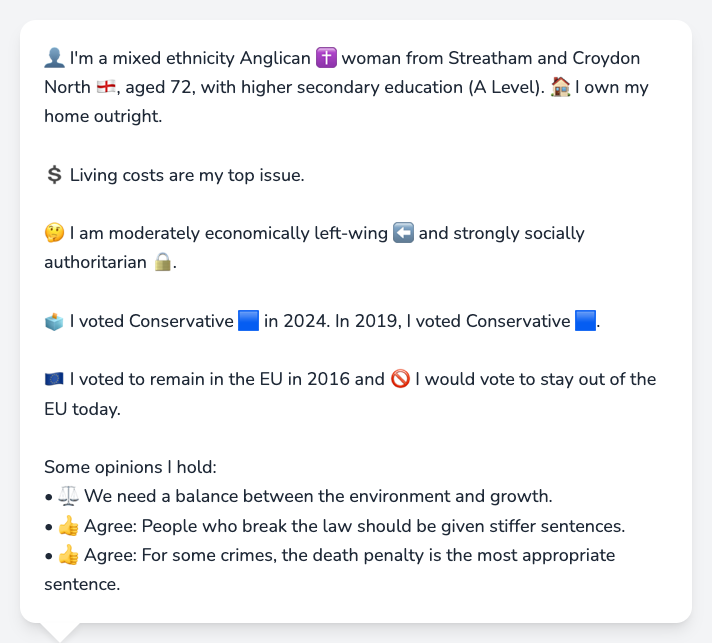 👤 I'm a mixed ethnicity Anglican ✝️ woman from Streatham and Croydon
North 🏴󠁧󠁢󠁥󠁮󠁧󠁿, aged 72, with higher secondary education (A Level). 🏠 I own my
home outright.
💲 Living costs are my top issue.
🤔 I am moderately economically left-wing ⬅️ and strongly socially
authoritarian 🔒.
🗳️ I voted Conservative 🟦 in 2024. In 2019, I voted Conservative 🟦.
🇪🇺 I voted to remain in the EU in 2016 and 🚫 I would vote to stay out of the
EU today.
Some opinions I hold:
• ⚖️ We need a balance between the environment and growth.
• 👍 Agree: People who break the law should be given stiffer sentences.
• 👍 Agree: For some crimes, the death penalty is the most appropriate
sentence.